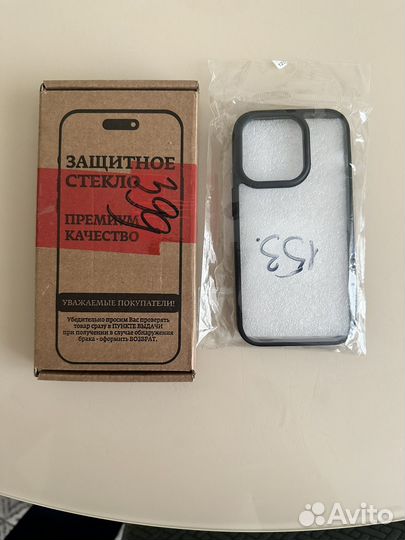 ЗАЩИТНОЕ
СТЕКЛО
399
ПРЕМИУМ
КАЧЕСТВО
УВАЖАЕМЫЕ ПОКУПАТЕЛИ!
Убедительно просим Вас проверять
товар сразу в ПУНКТЕ ВЫДАЧИ
при получении в случае обнаружения
брака - оформить ВОЗВРАТ.
153.
Avito